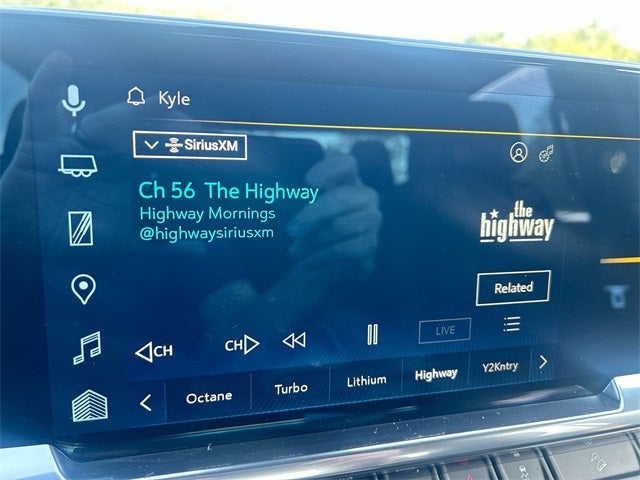 Kyle
SiriusXM
Ch 56 The Highway
Highway Mornings
@highwaysiriusxm
the
highway
Related
CH CH LIVE
Octane Turbo Lithium Highway Y2Kntry